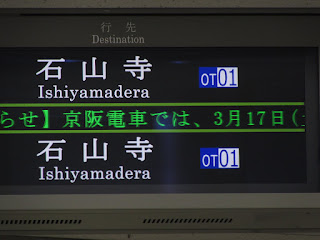 行先
Destination
石山寺 OT01
Ishiyamadera
らせ】京阪電車では、3月17日(
石山寺 OT01
Ishiyamadera